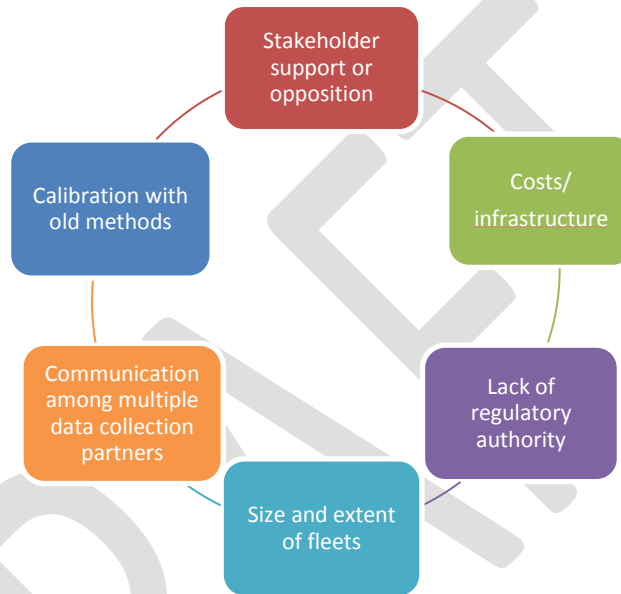 Stakeholder
support or
opposition
Costs/
infrastructure
Lack of
regulatory
authority
Size and extent
of fleets
Communication
among multiple
data collection
partners
Calibration with
old methods